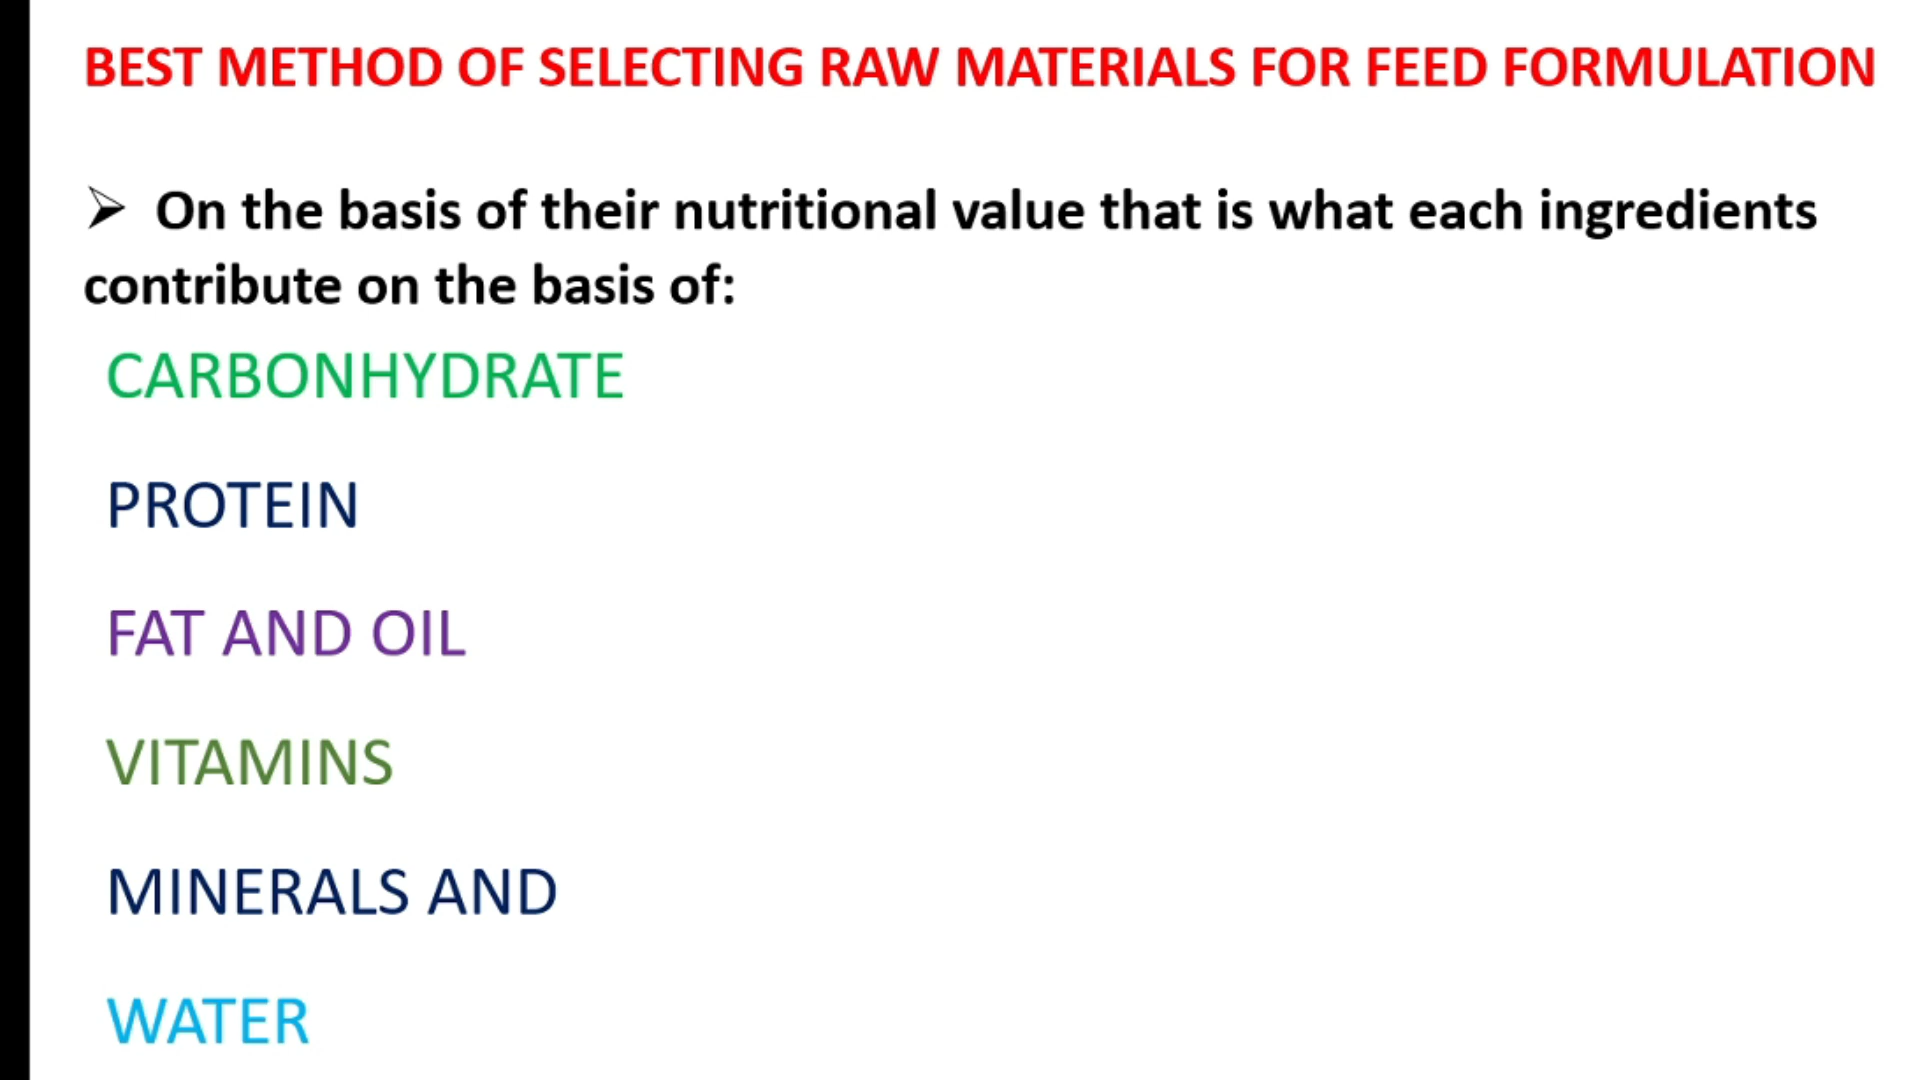 BEST METHOD OF SELECTING RAW MATERIALS FOR FEED FORMULATION
➢ On the basis of their nutritional value that is what each ingredients
contribute on the basis of:
CARBONHYDRATE
PROTEIN
FAT AND OIL
VITAMINS
MINERALS AND
WATER